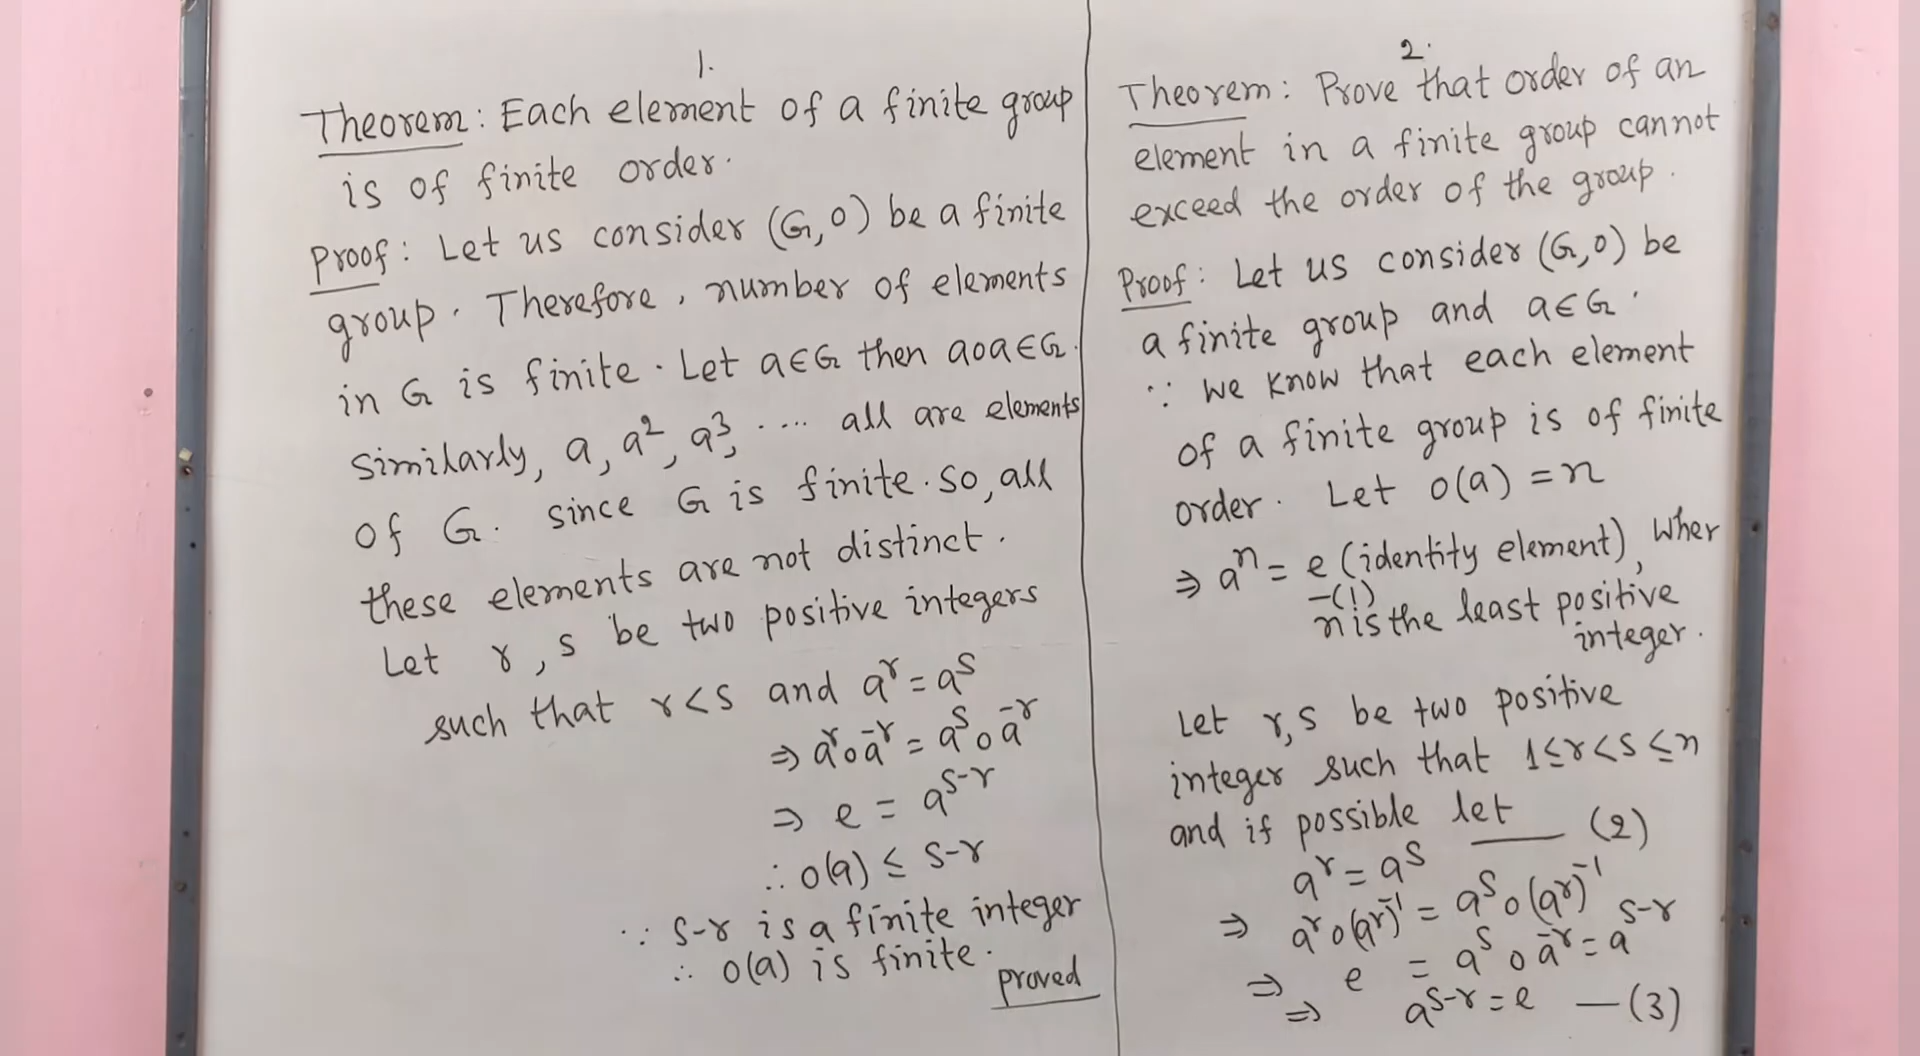 1.
Theorem: Each element of a finite group
is of finite order.
Proof: Let us consider (G,o) be a finite
group. Therefore, number of elements
in G is finite. Let a∈G then aoa∈G.
Similarly, a, a², a³, ..... all are elements
of G. since G is finite. so, all
these elements are not distinct.
Let r, s be two positive integers
such that r<s and a^r = a^s
⇒ a^r o a^-r = a^s o a^-r
⇒ e = a^s-r
∴ o(a) ≤ s-r
∵ s-r is a finite integer
∴ o(a) is finite.
proved
2.
Theorem: Prove that order of an
element in a finite group cannot
exceed the order of the group.
Proof: Let us consider (G,o) be
a finite group and a∈G.
∵ we know that each element
of a finite group is of finite
order. Let o(a) = n
⇒ a^n = e (identity element), Wher
-(1)
n is the least positive
integer.
Let r,s be two positive
integer such that 1≤r<s≤n
and if possible let
a^r = a^s —— (2)
⇒ a^r o (a^r)^-1 = a^s o (a^r)^-1
⇒ e = a^s o a^-r = a^s-r
⇒ a^s-r = e —(3)